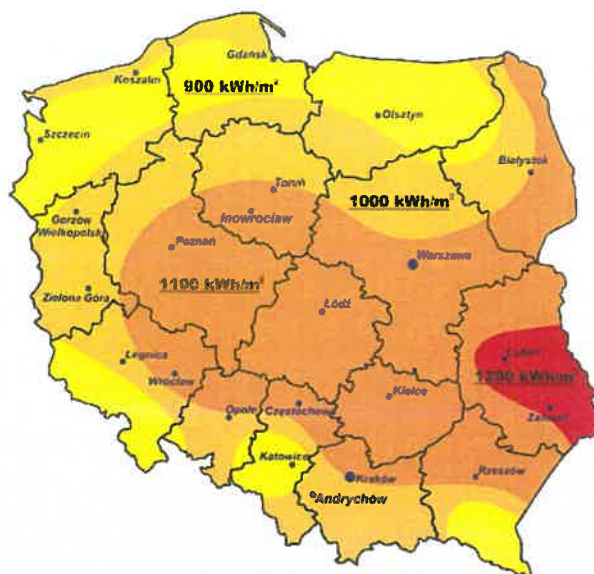 Gdańsk
Koszalin
900 kWh/m²
Olsztyn
Szczecin
Białystok
Toruń
Gorzów
Wielkopolski
Inowrocław
1000 kWh/m²
Poznań
Warszawa
1100 kWh/m²
Zielona Góra
Łódź
Legnica
Lublin
Wrocław
1200 kWh/m²
Kielce
Opole
Częstochowa
Zamość
Katowice
Kraków
Rzeszów
Andrychów